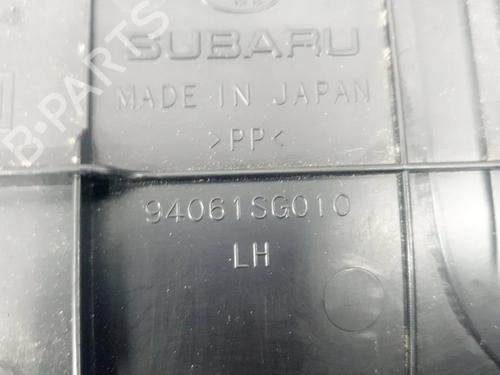 SUBARU
MADE IN JAPAN
>PP<
94061SG010
LH
B-PARTS